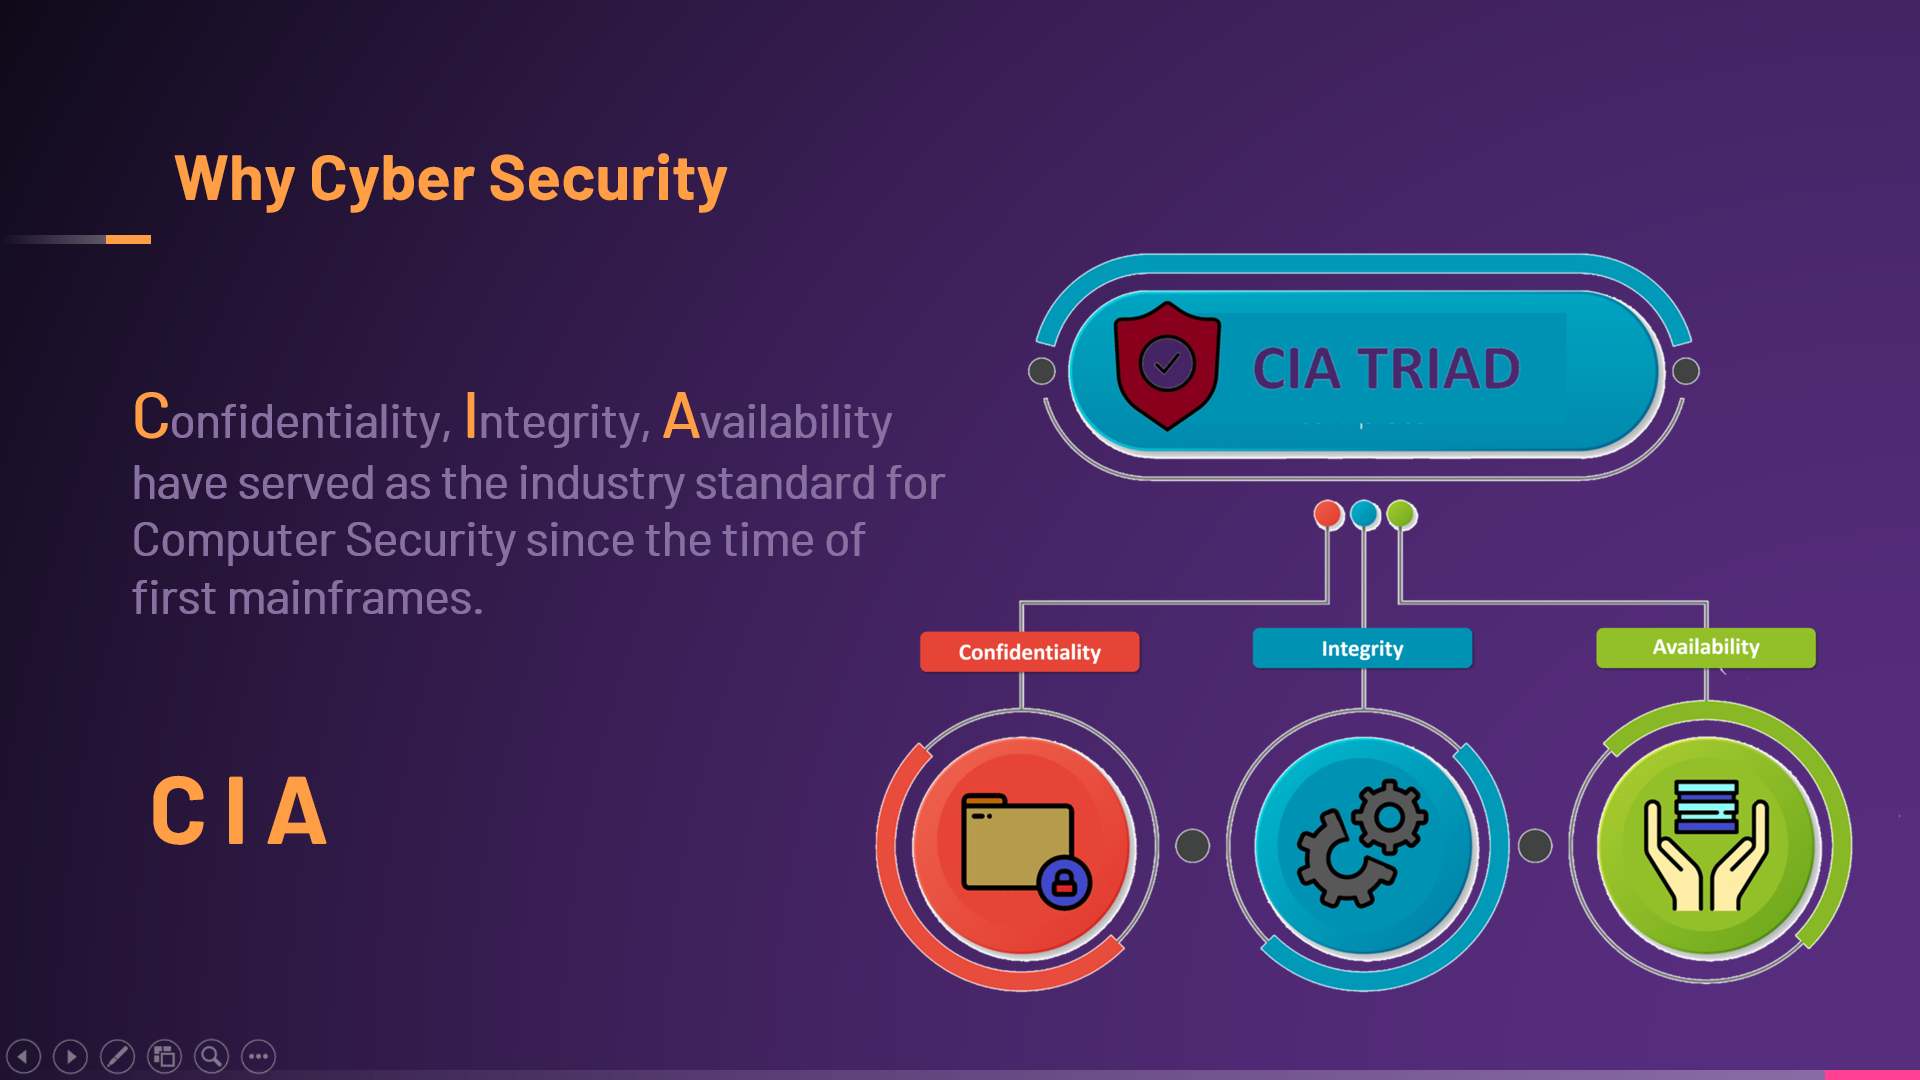 Why Cyber Security
Confidentiality, Integrity, Availability
have served as the industry standard for
Computer Security since the time of
first mainframes.
C I A
CIA TRIAD
Confidentiality
Integrity
Availability